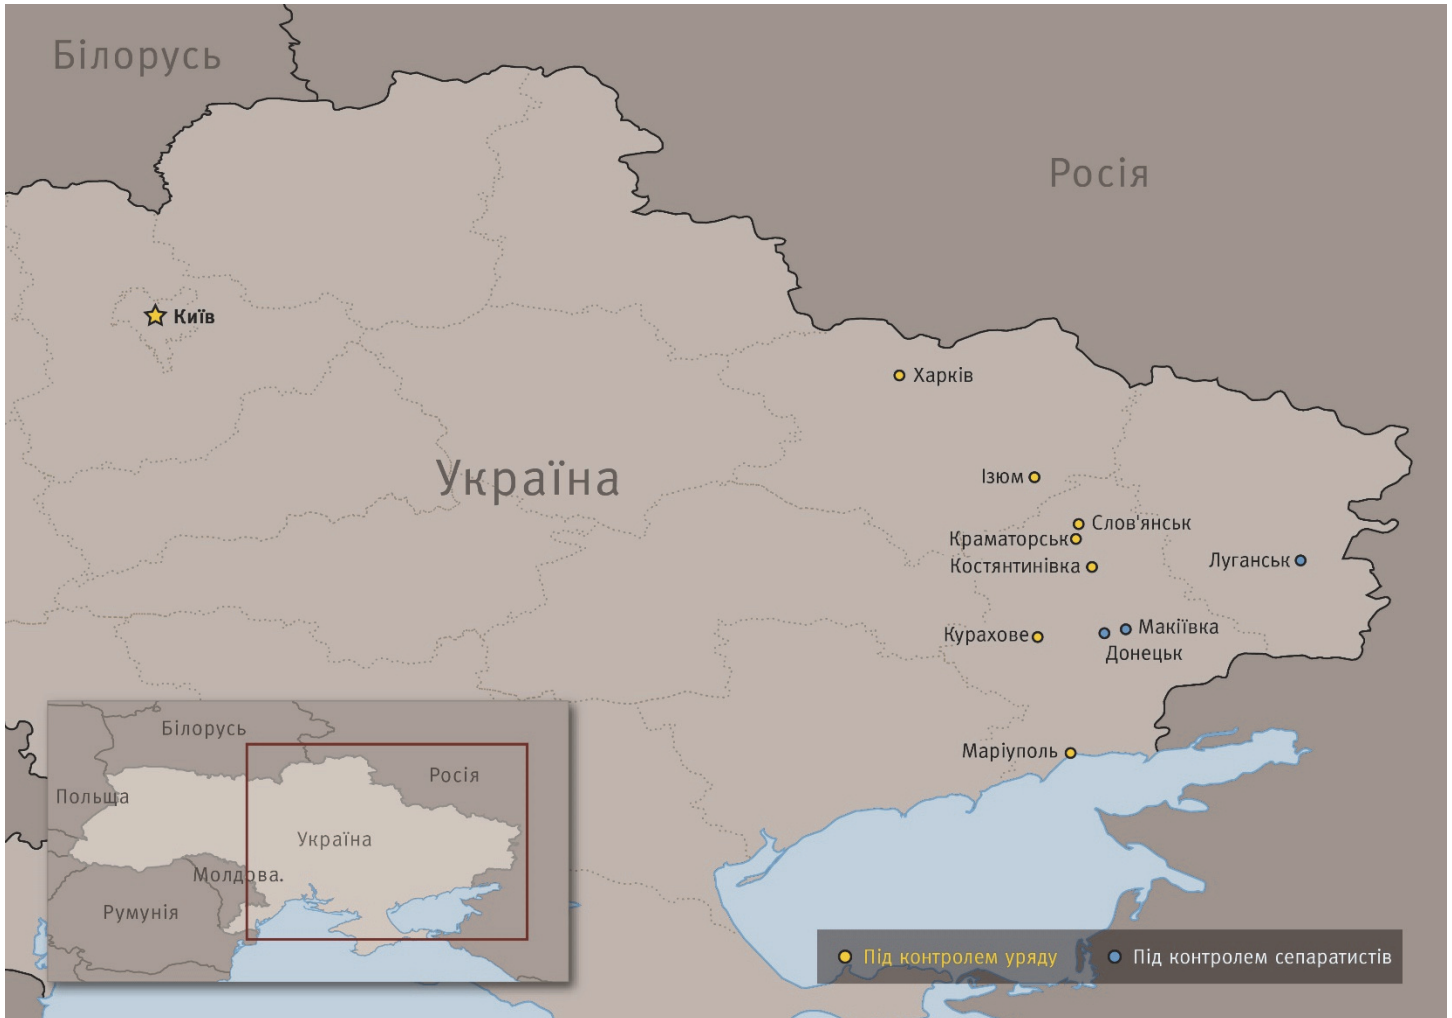 Білорусь
Росія
Київ
Харків
Україна
Ізюм
Слов'янськ
Краматорськ
Костянтинівка
Луганськ
Курахове
Макіївка
Донецьк
Маріуполь
Білорусь
Росія
Польща
Україна
Молдова.
Румунія
Під контролем уряду
Під контролем сепаратистів